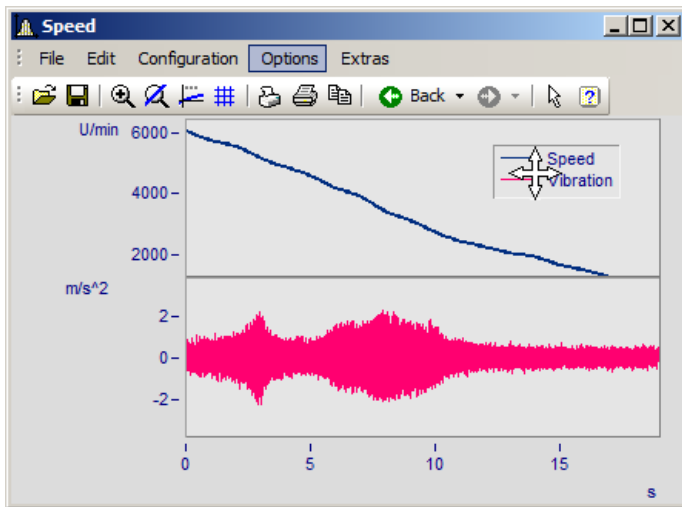 Speed
File Edit Configuration Options Extras
Back
U/min 6000
4000
2000
Speed
Vibration
m/s^2
2
0
-2
0 5 10 15
s